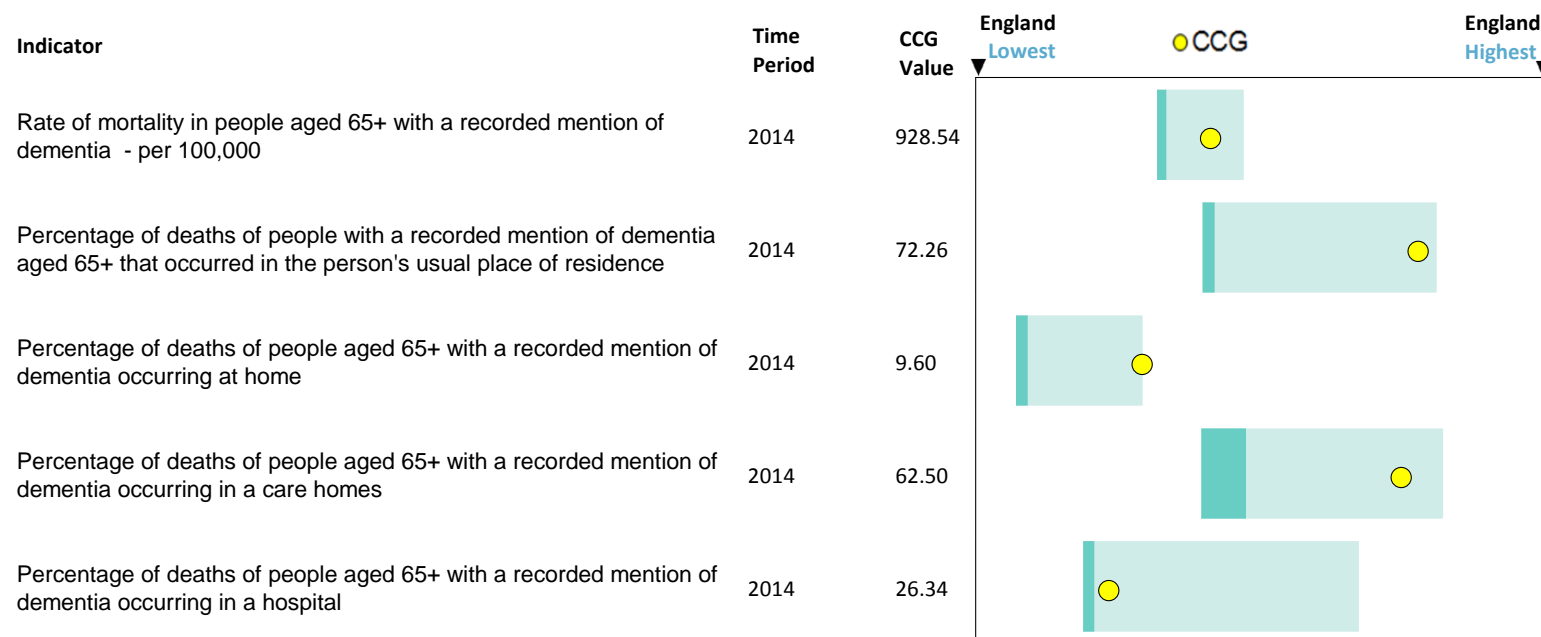 Indicator
Time
Period
CCG
Value
England
Lowest
CCG
England
Highest
Rate of mortality in people aged 65+ with a recorded mention of
dementia - per 100,000
2014
928.54
Percentage of deaths of people with a recorded mention of dementia
aged 65+ that occurred in the person's usual place of residence
2014
72.26
Percentage of deaths of people aged 65+ with a recorded mention of
dementia occurring at home
2014
9.60
Percentage of deaths of people aged 65+ with a recorded mention of
dementia occurring in a care homes
2014
62.50
Percentage of deaths of people aged 65+ with a recorded mention of
dementia occurring in a hospital
2014
26.34